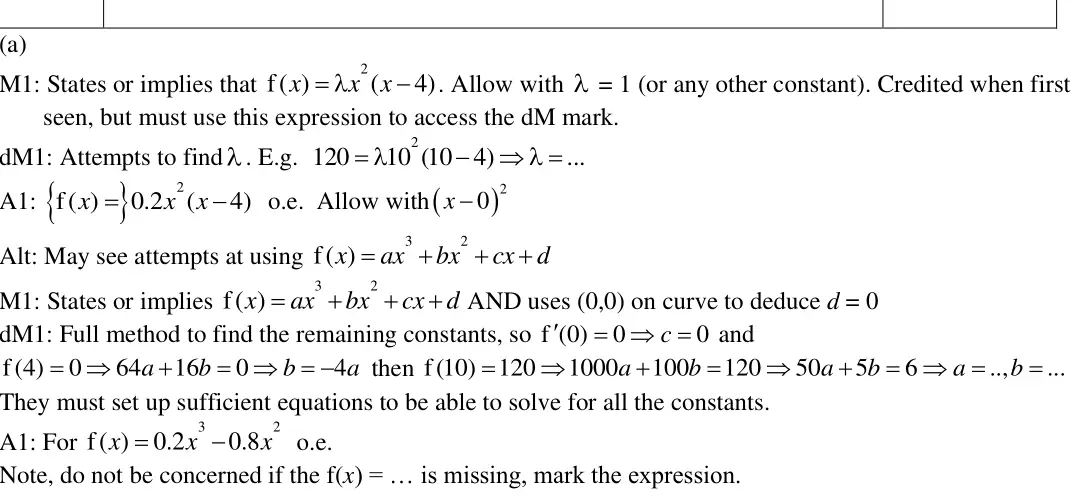 (a)
M1: States or implies that f(x) = λx²(x − 4). Allow with λ = 1 (or any other constant). Credited when first
seen, but must use this expression to access the dM mark.
dM1: Attempts to find λ. E.g. 120 = λ10²(10 − 4) ⇒ λ = ...
A1: {f(x) =} 0.2x²(x − 4) o.e. Allow with (x − 0)²
Alt: May see attempts at using f(x) = ax³ + bx² + cx + d
M1: States or implies f(x) = ax³ + bx² + cx + d AND uses (0,0) on curve to deduce d = 0
dM1: Full method to find the remaining constants, so f′(0) = 0 ⇒ c = 0 and
f(4) = 0 ⇒ 64a + 16b = 0 ⇒ b = −4a then f(10) = 120 ⇒ 1000a + 100b = 120 ⇒ 50a + 5b = 6 ⇒ a = .., b = ...
They must set up sufficient equations to be able to solve for all the constants.
A1: For f(x) = 0.2x³ − 0.8x² o.e.
Note, do not be concerned if the f(x) = … is missing, mark the expression.